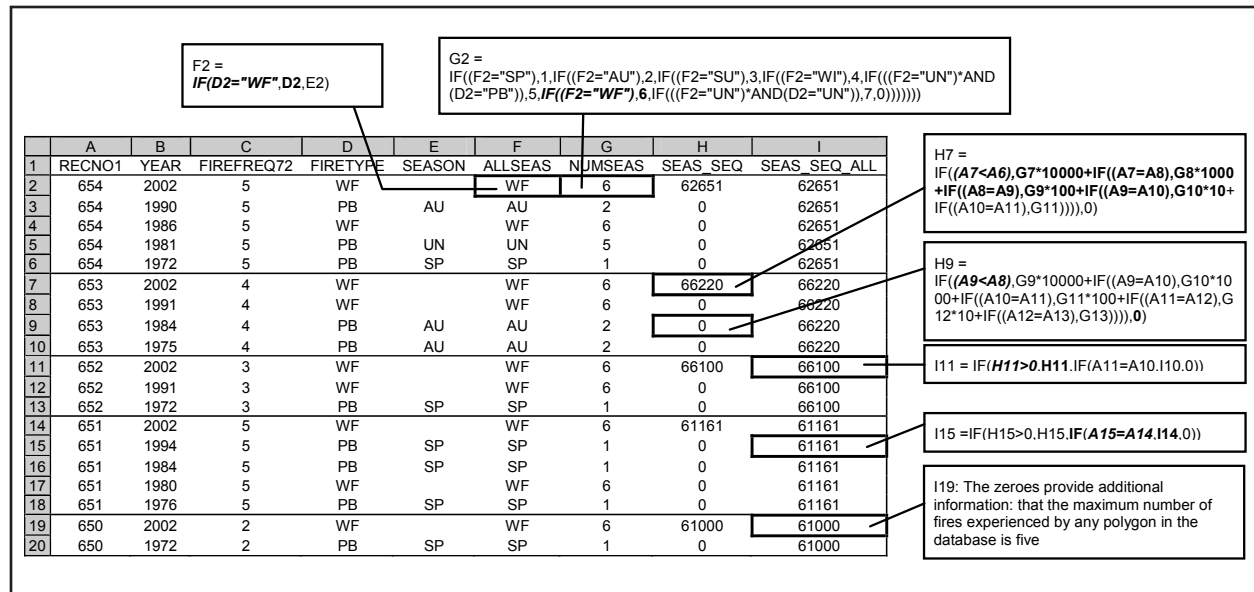 F2 =
IF(D2="WF",D2,E2)
G2 =
IF((F2="SP"),1,IF((F2="AU"),2,IF((F2="SU"),3,IF((F2="WI"),4,IF(((F2="UN")*AND
(D2="PB")),5,IF((F2="WF"),6,IF(((F2="UN")*AND(D2="UN")),7,0)))))))
A B C D E F G H I
1 RECNO1 YEAR FIREFREQ72 FIRETYPE SEASON ALLSEAS NUMSEAS SEAS_SEQ SEAS_SEQ_ALL
2 654 2002 5 WF WF 6 62651 62651
3 654 1990 5 PB AU AU 2 0 62651
4 654 1986 5 WF WF 6 0 62651
5 654 1981 5 PB UN UN 5 0 62651
6 654 1972 5 PB SP SP 1 0 62651
7 653 2002 4 WF WF 6 66220 66220
8 653 1991 4 WF WF 6 0 66220
9 653 1984 4 PB AU AU 2 0 66220
10 653 1975 4 PB AU AU 2 0 66220
11 652 2002 3 WF WF 6 66100 66100
12 652 1991 3 WF WF 6 0 66100
13 652 1972 3 PB SP SP 1 0 66100
14 651 2002 5 WF WF 6 61161 61161
15 651 1994 5 PB SP SP 1 0 61161
16 651 1984 5 PB SP SP 1 0 61161
17 651 1980 5 WF WF 6 0 61161
18 651 1976 5 PB SP SP 1 0 61161
19 650 2002 2 WF WF 6 61000 61000
20 650 1972 2 PB SP SP 1 0 61000
H7 =
IF((A7<A6),G7*10000+IF((A7=A8),G8*1000
+IF((A8=A9),G9*100+IF((A9=A10),G10*10+
IF((A10=A11),G11)))),0)
H9 =
IF((A9<A8),G9*10000+IF((A9=A10),G10*10
00+IF((A10=A11),G11*100+IF((A11=A12),G
12*10+IF((A12=A13),G13)))),0)
I11 = IF(H11>0,H11,IF(A11=A10,I10,0))
I15 =IF(H15>0,H15,IF(A15=A14,I14,0))
I19: The zeroes provide additional
information: that the maximum number of
fires experienced by any polygon in the
database is five